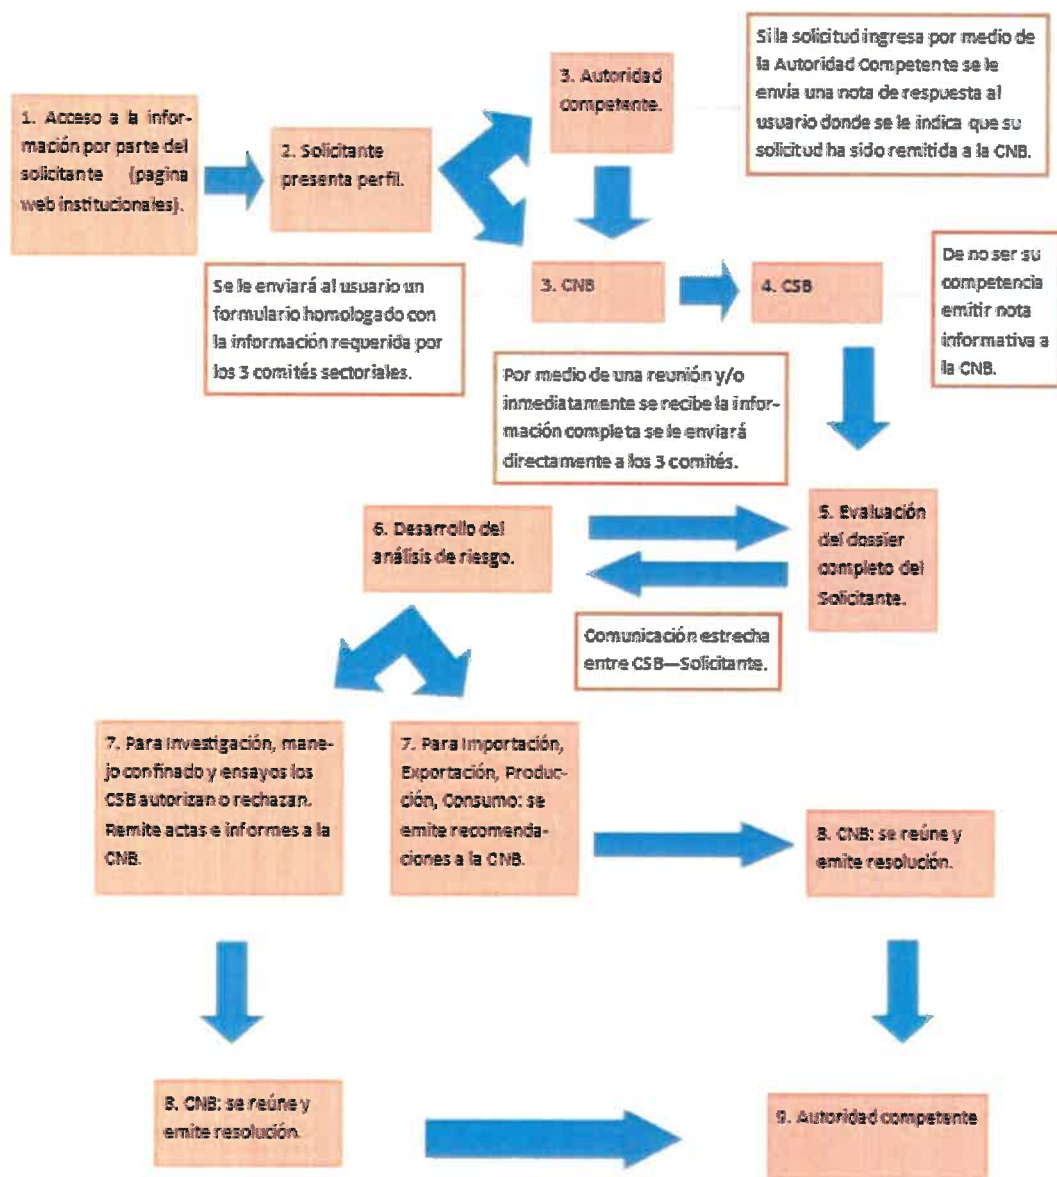 1. Acceso a la infor-
mación por parte del
solicitante (pagina
web institucionales).
2. Solicitante
presenta perfil.
3. Autoridad
competente.
Si la solicitud ingresa por medio de
la Autoridad Competente se le
envía una nota de respuesta al
usuario donde se le indica que su
solicitud ha sido remitida a la CNB.
Se le enviará al usuario un
formulario homologado con
la información requerida por
los 3 comités sectoriales.
3. CNB
4. CSB
De no ser su
competencia
emitir nota
informativa a
la CNB.
Por medio de una reunión y/o
inmediatamente se recibe la infor-
mación completa se le enviará
directamente a los 3 comités.
6. Desarrollo del
análisis de riesgo.
5. Evaluación
del dossier
completo del
Solicitante.
Comunicación estrecha
entre CSB—Solicitante.
7. Para Investigación, mane-
jo confinado y ensayos los
CSB autorizan o rechazan.
Remite actas e informes a la
CNB.
7. Para Importación,
Exportación, Produc-
ción, Consumo: se
emite recomenda-
ciones a la CNB.
8. CNB: se reúne y
emite resolución.
8. CNB: se reúne y
emite resolución.
9. Autoridad competente